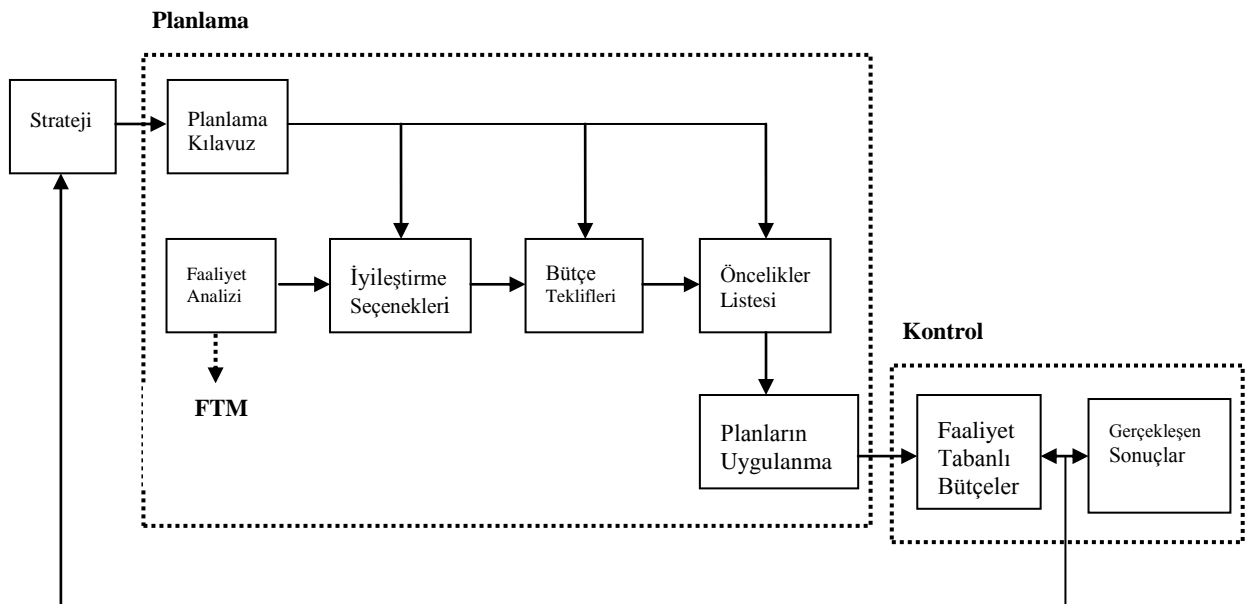 Planlama
Strateji
Planlama
Kılavuz
Faaliyet
Analizi
İyileştirme
Seçenekleri
Bütçe
Teklifleri
Öncelikler
Listesi
FTM
Kontrol
Planların
Uygulanma
Faaliyet
Tabanlı
Bütçeler
Gerçekleşen
Sonuçlar